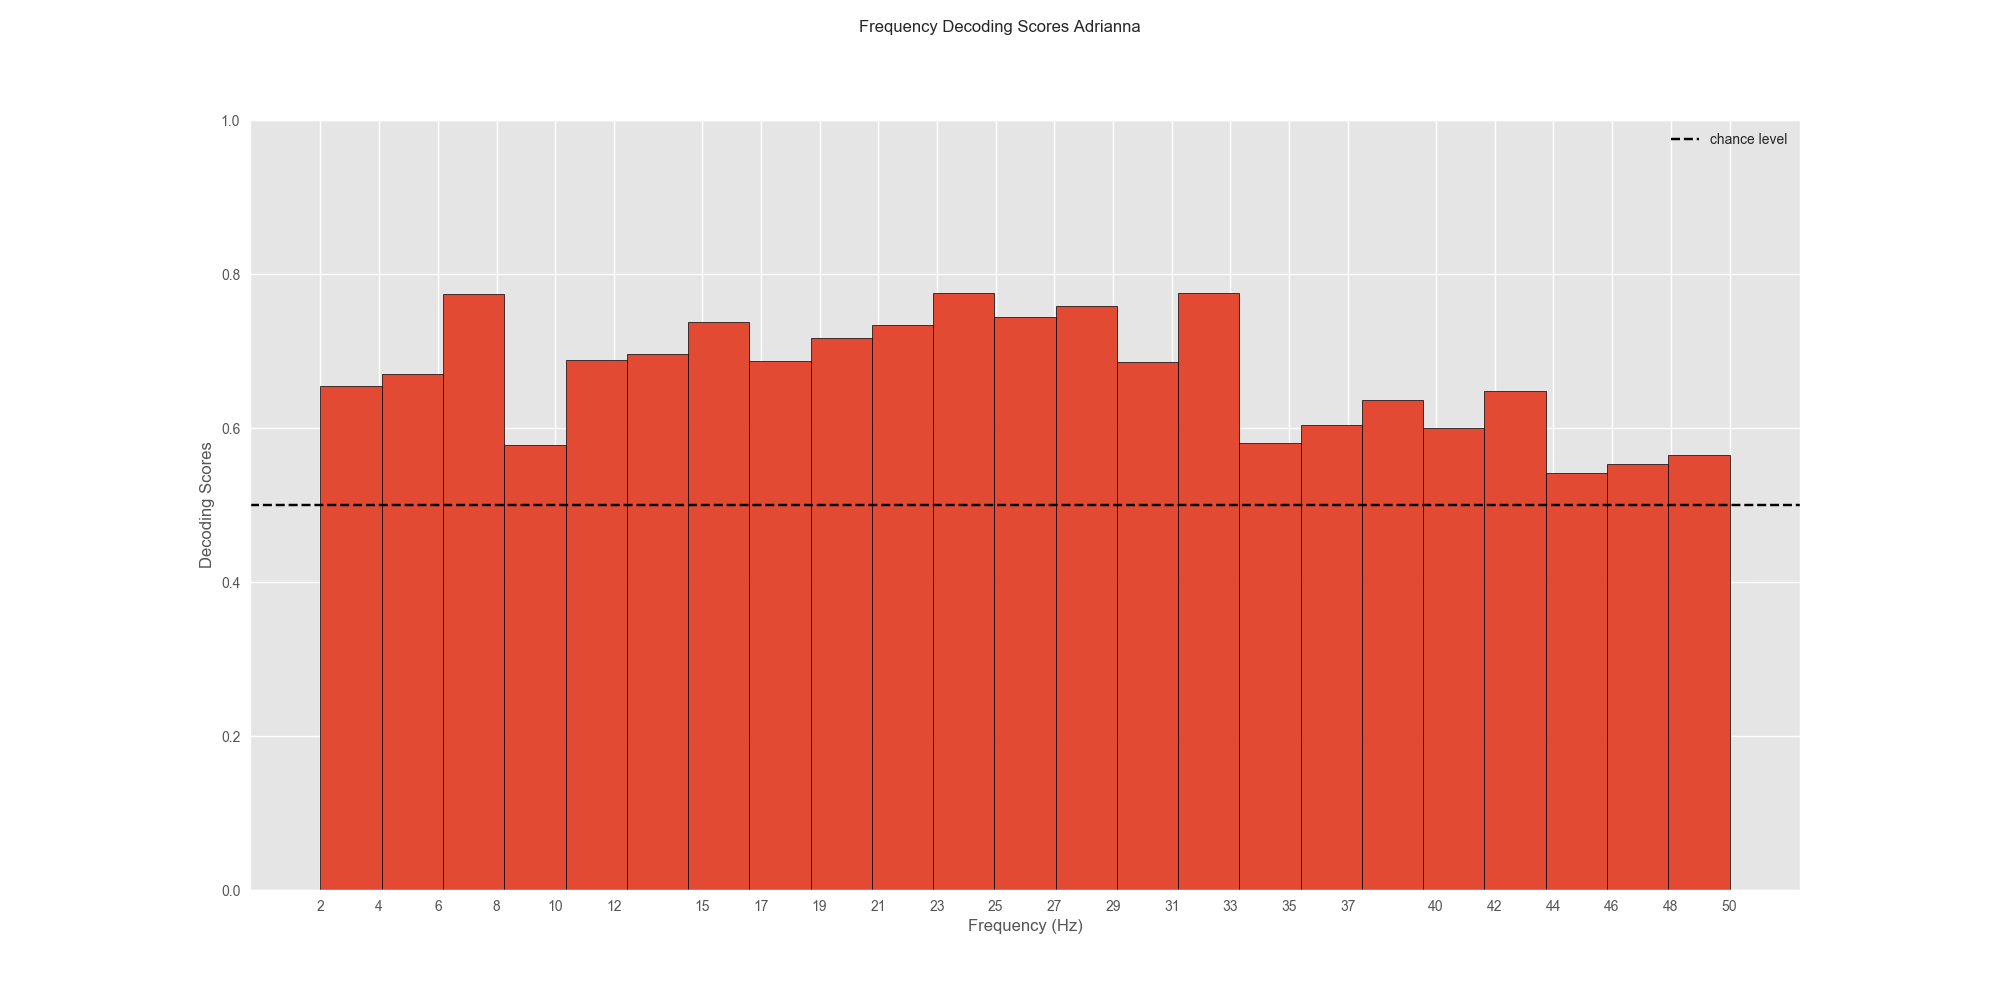 Frequency Decoding Scores Adrianna
1.0
chance level
0.8
0.6
Decoding Scores
0.4
0.2
0.0
2 4 6 8 10 12 15 17 19 21 23 25 27 29 31 33 35 37 40 42 44 46 48 50
Frequency (Hz)